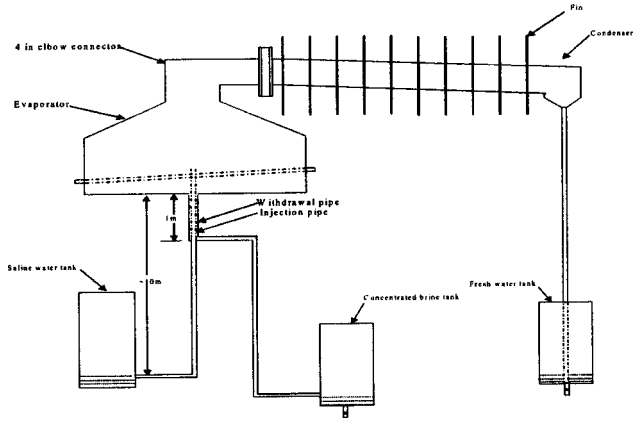 Fin
Condenser
4 in elbow connector
Evaporator
1m
Withdrawal pipe
Injection pipe
~10m
Saline water tank
Concentrated brine tank
Fresh water tank